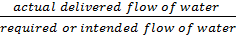 actual delivered flow of water
required or intended flow of water